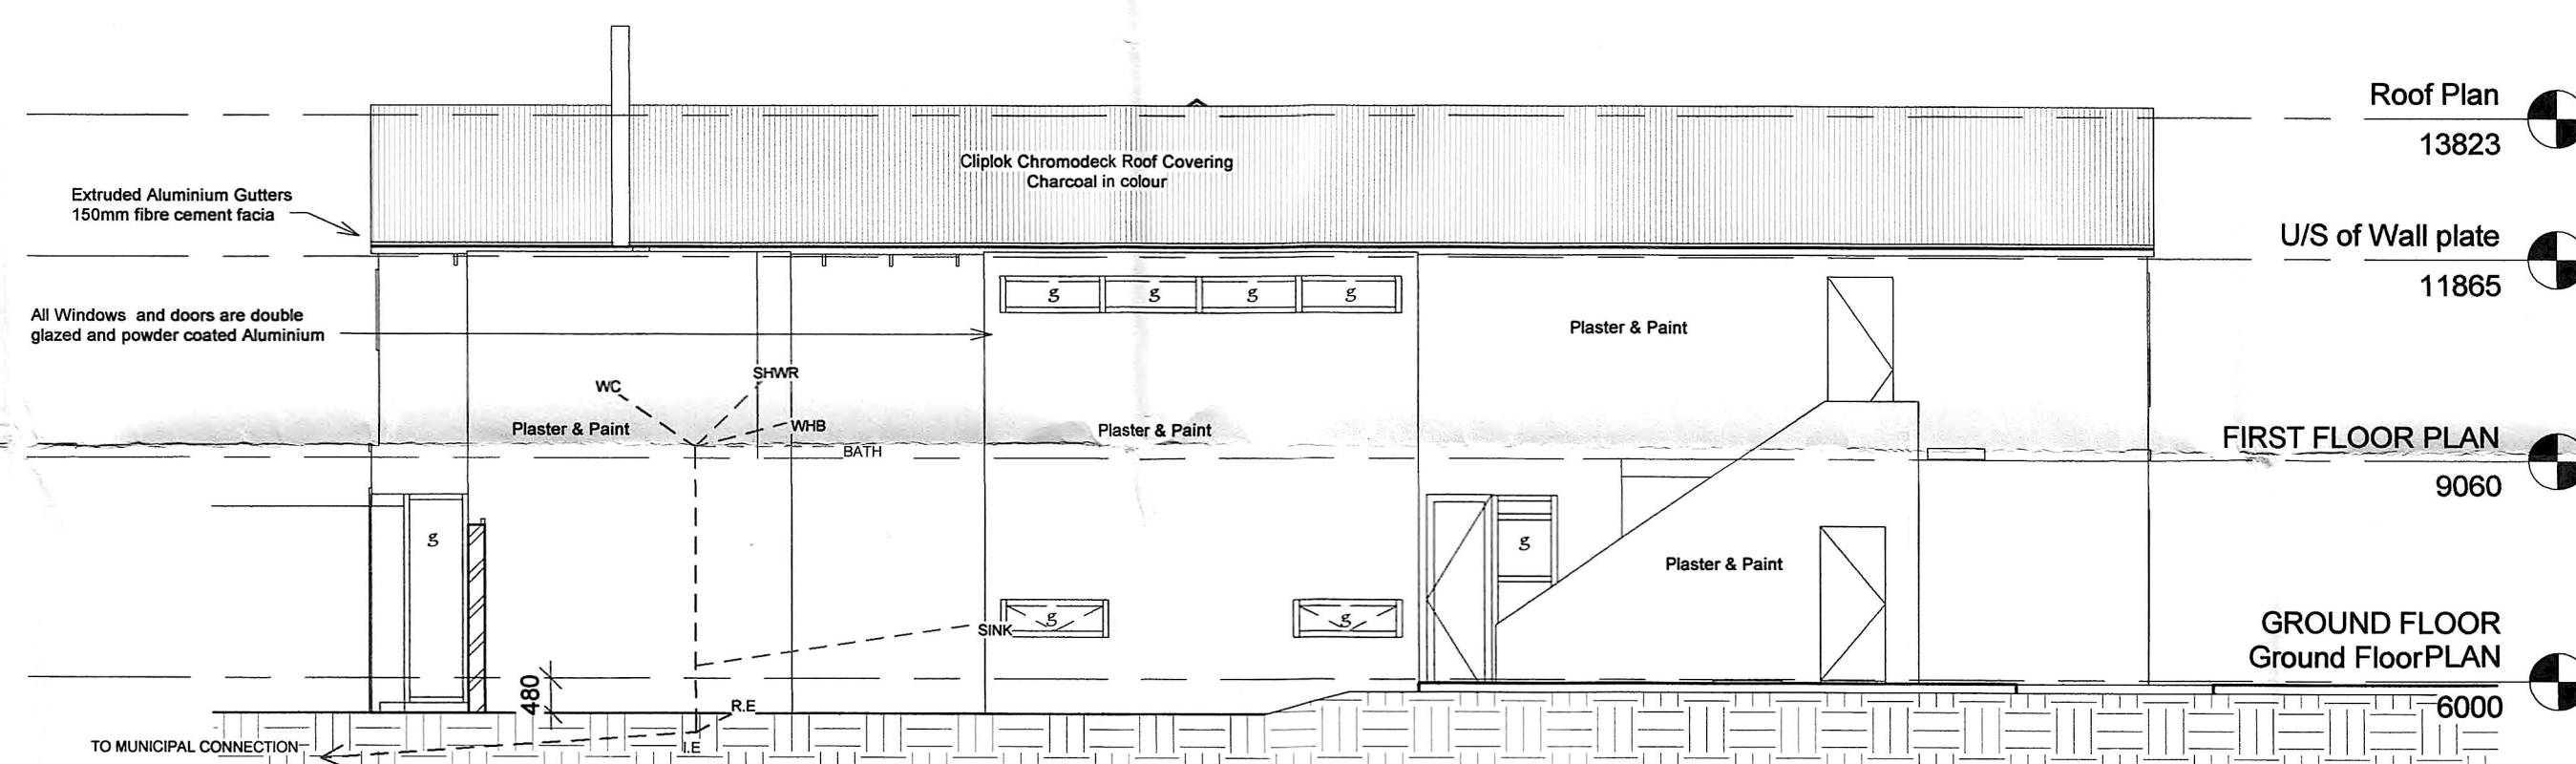 Roof Plan
13823
Cliplok Chromodeck Roof Covering
Charcoal in colour
Extruded Aluminium Gutters
150mm fibre cement facia
U/S of Wall plate
11865
g g g g
All Windows and doors are double
glazed and powder coated Aluminium
Plaster & Paint
SHWR
WC
WHB
Plaster & Paint
Plaster & Paint
BATH
FIRST FLOOR PLAN
9060
g
g
Plaster & Paint
g
g
SINK
GROUND FLOOR
Ground FloorPLAN
6000
480
R.E
I.E
TO MUNICIPAL CONNECTION